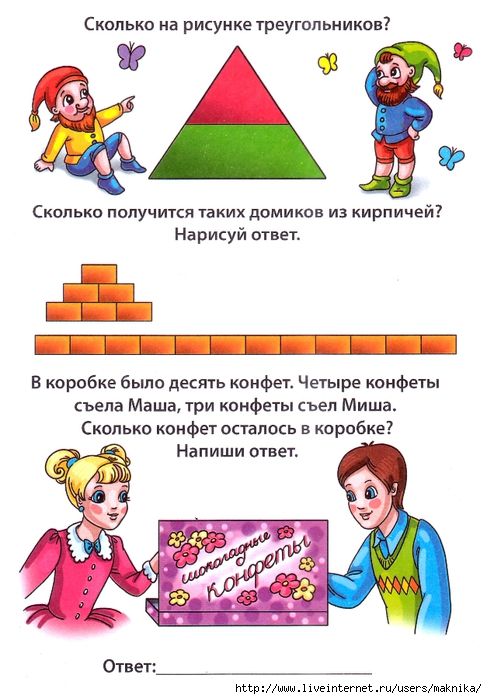 Сколько на рисунке треугольников?
Сколько получится таких домиков из кирпичей?
Нарисуй ответ.
В коробке было десять конфет. Четыре конфеты
съела Маша, три конфеты съел Миша.
Сколько конфет осталось в коробке?
Напиши ответ.
шоколадные
конфеты
Ответ:____________________
http://www.liveinternet.ru/users/maknika/